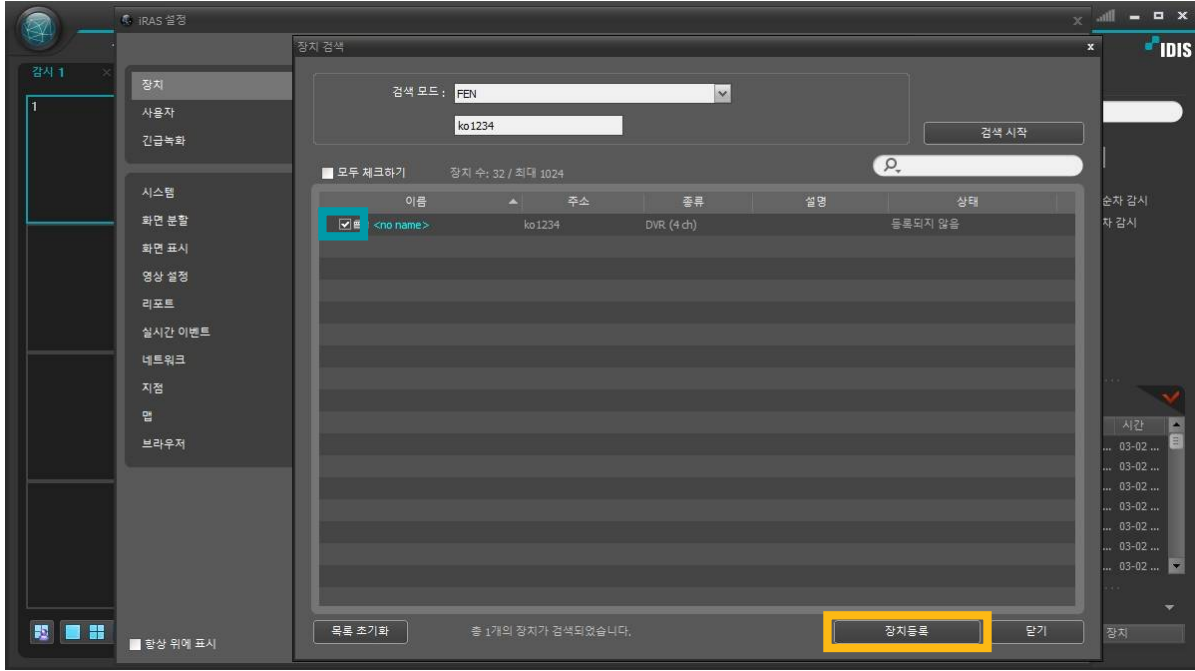 iRAS 설정
IDIS
장치 검색
감시 1
1
장치
사용자
긴급녹화
시스템
화면 분할
화면 표시
영상 설정
리포트
실시간 이벤트
네트워크
지점
맵
브라우저
항상 위에 표시
검색 모드 : FEN
ko1234
검색 시작
모두 체크하기 장치 수: 32 / 최대 1024
이름 주소 종류 설명 상태
<no name> ko1234 DVR (4 ch) 등록되지 않음
목록 초기화 총 1개의 장치가 검색되었습니다. 장치등록 닫기
순차 감시
차 감시
시간
... 03-02 ...
... 03-02 ...
... 03-02 ...
... 03-02 ...
... 03-02 ...
... 03-02 ...
... 03-02 ...
장치